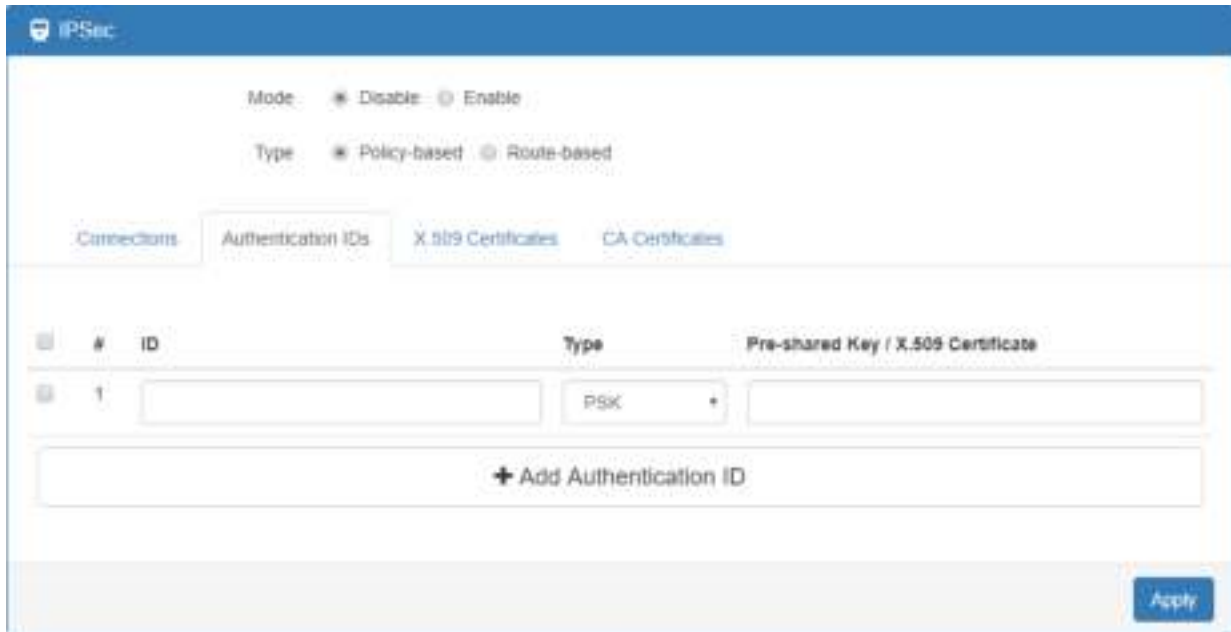 IPSec
Mode Disable Enable
Type Policy-based Route-based
Connections Authentication IDs X.509 Certificates CA Certificates
# ID Type Pre-shared Key / X.509 Certificate
1 PSK
+ Add Authentication ID
Apply